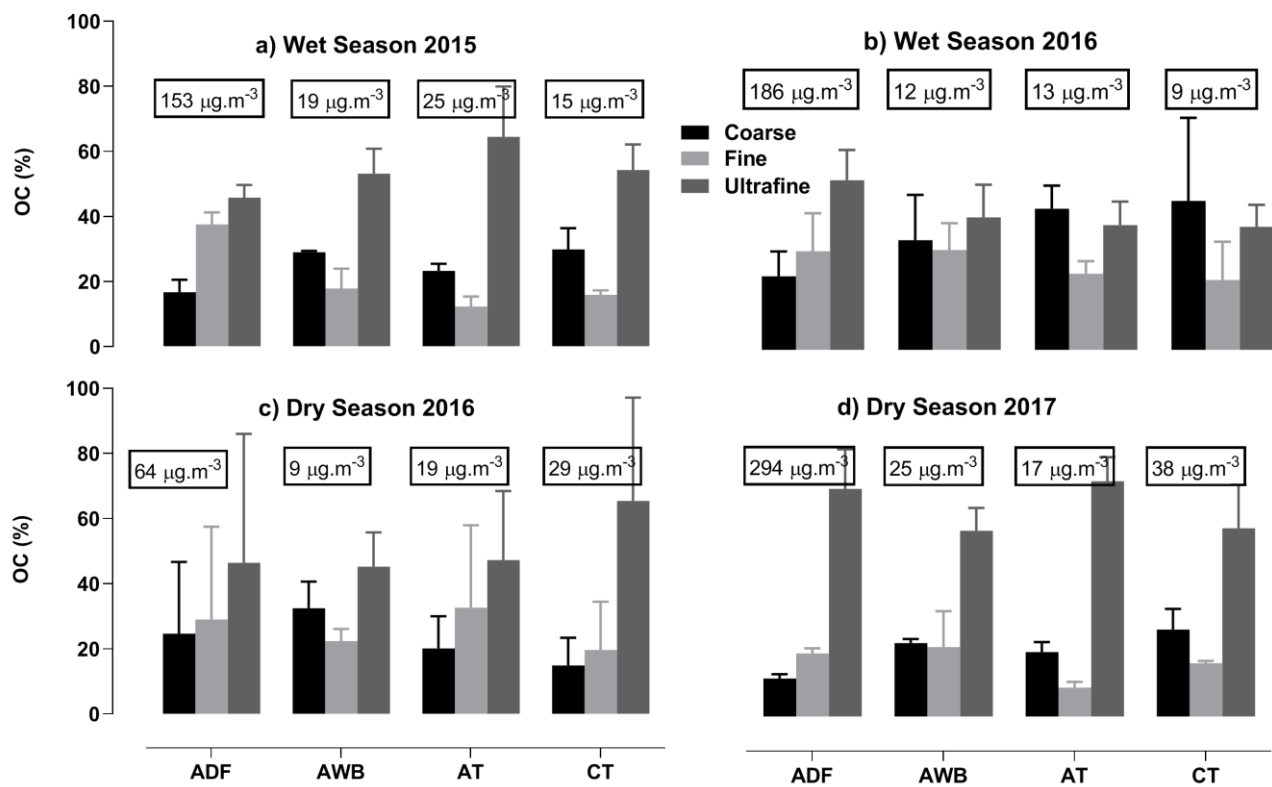 a) Wet Season 2015
b) Wet Season 2016
153 μg.m-3
19 μg.m-3
25 μg.m-3
15 μg.m-3
186 μg.m-3
12 μg.m-3
13 μg.m-3
9 μg.m-3
Coarse
Fine
Ultrafine
OC (%)
100
80
60
40
20
0
c) Dry Season 2016
d) Dry Season 2017
64 μg.m-3
9 μg.m-3
19 μg.m-3
29 μg.m-3
294 μg.m-3
25 μg.m-3
17 μg.m-3
38 μg.m-3
OC (%)
100
80
60
40
20
0
ADF AWB AT CT
ADF AWB AT CT